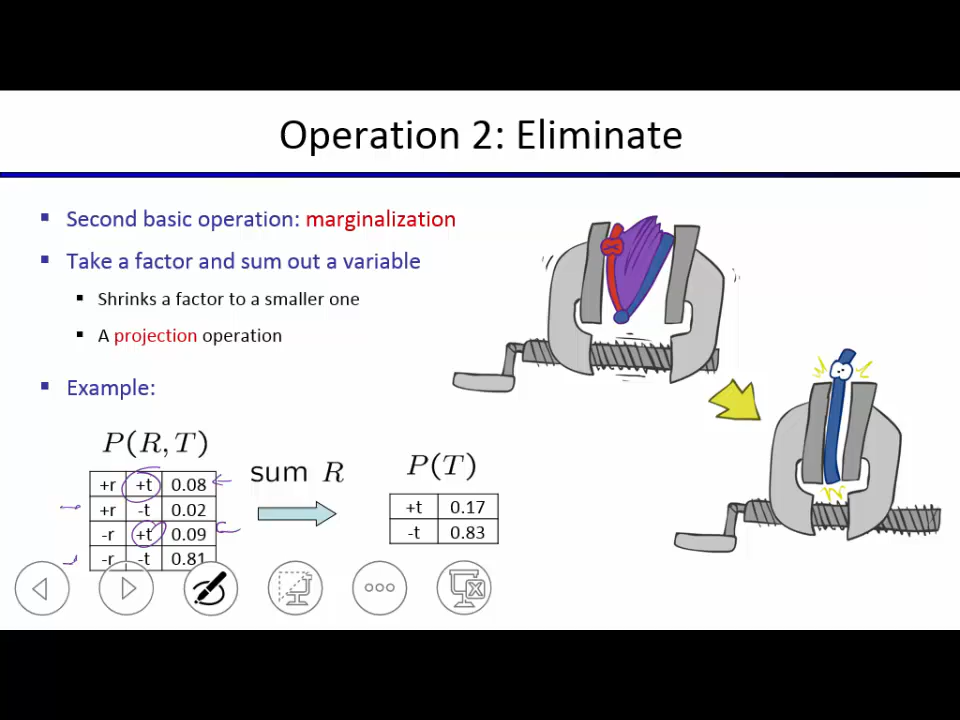 Operation 2: Eliminate
Second basic operation: marginalization
Take a factor and sum out a variable
Shrinks a factor to a smaller one
A projection operation
Example:
P(R, T)
+r +t 0.08
+r -t 0.02
-r +t 0.09
-r -t 0.81
sum R
P(T)
+t 0.17
-t 0.83